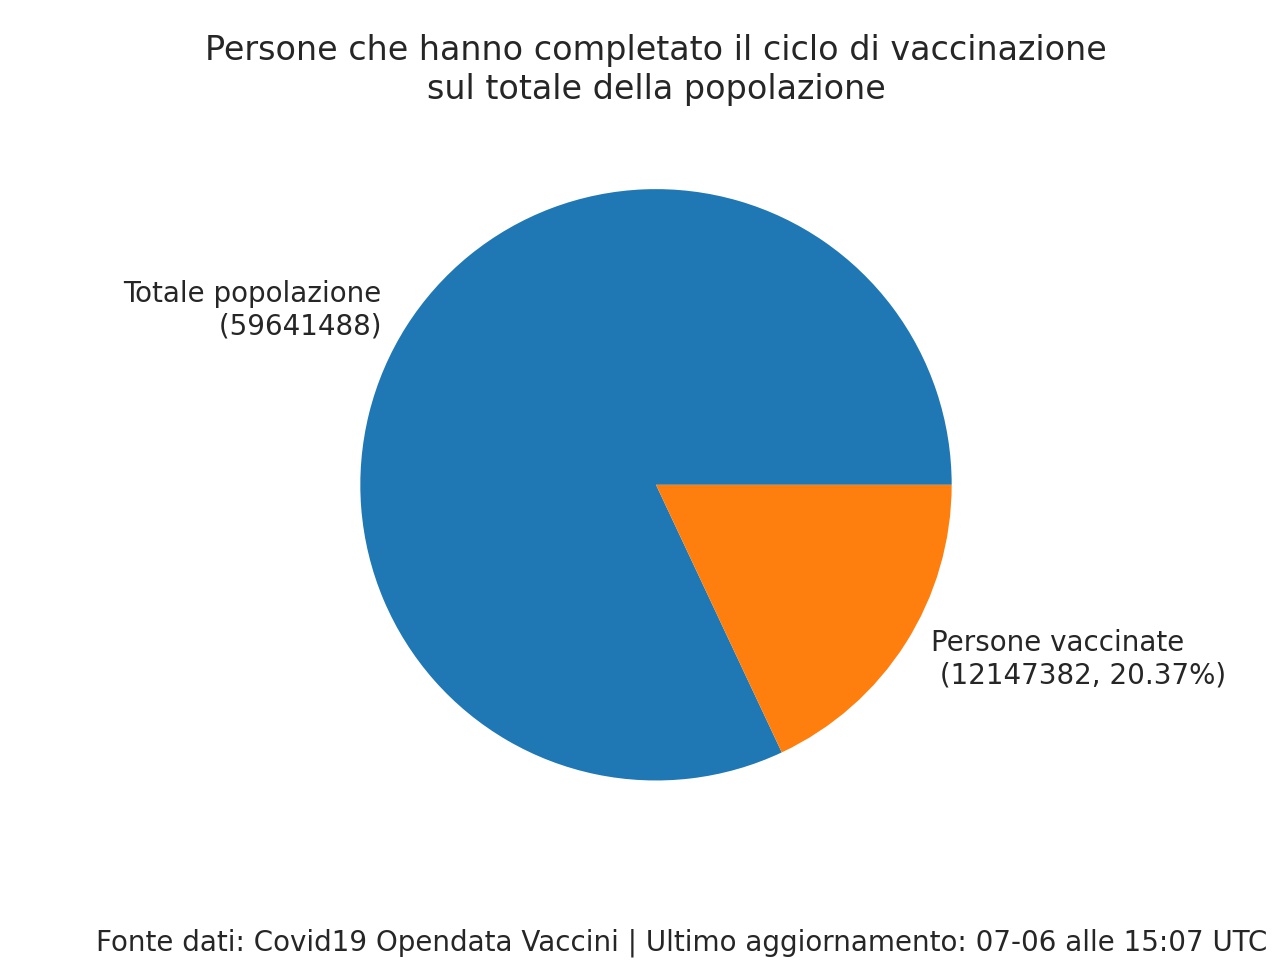 Persone che hanno completato il ciclo di vaccinazione
sul totale della popolazione
Totale popolazione
(59641488)
Persone vaccinate
(12147382, 20.37%)
Fonte dati: Covid19 Opendata Vaccini | Ultimo aggiornamento: 07-06 alle 15:07 UTC